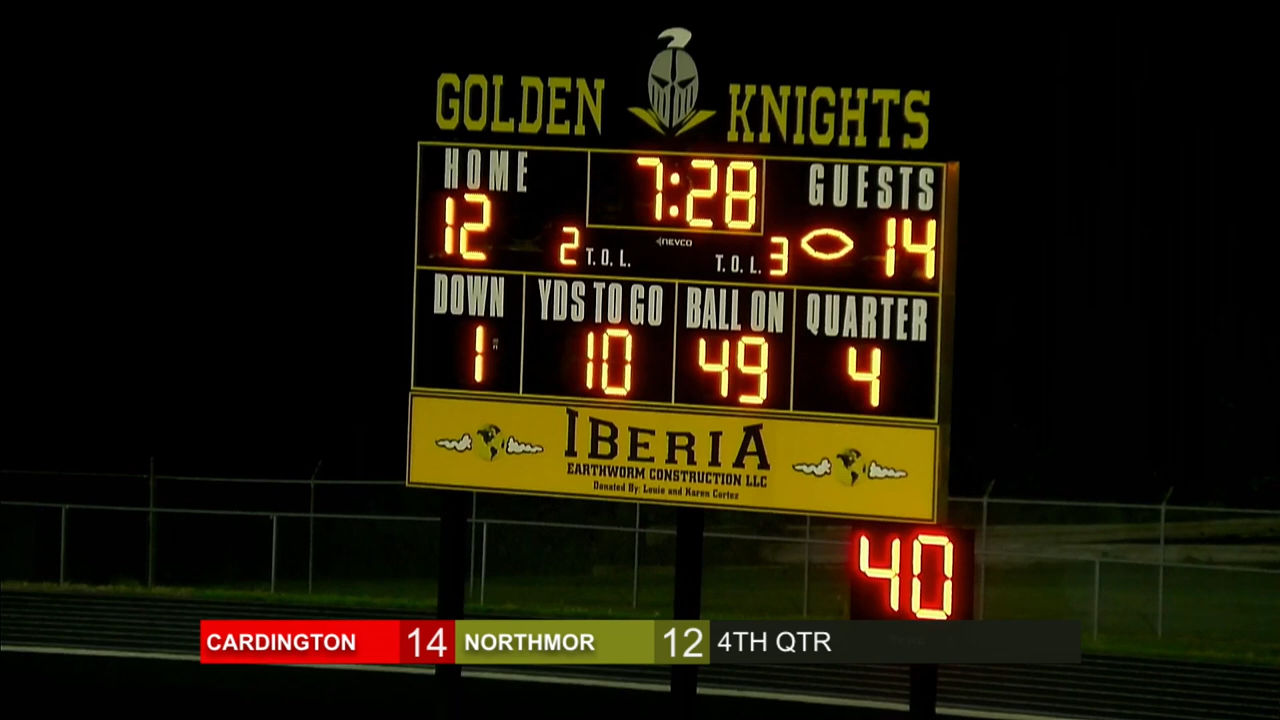 GOLDEN KNIGHTS
HOME 7:28 GUESTS
12 2 T.O.L. NEVCO T.O.L. 3 14
DOWN YDS TO GO BALL ON QUARTER
1 10 49 4
IBERIA
EARTHWORM CONSTRUCTION LLC
Donated By: Louie and Karen Cortez
40
CARDINGTON 14 NORTHMOR 12 4TH QTR